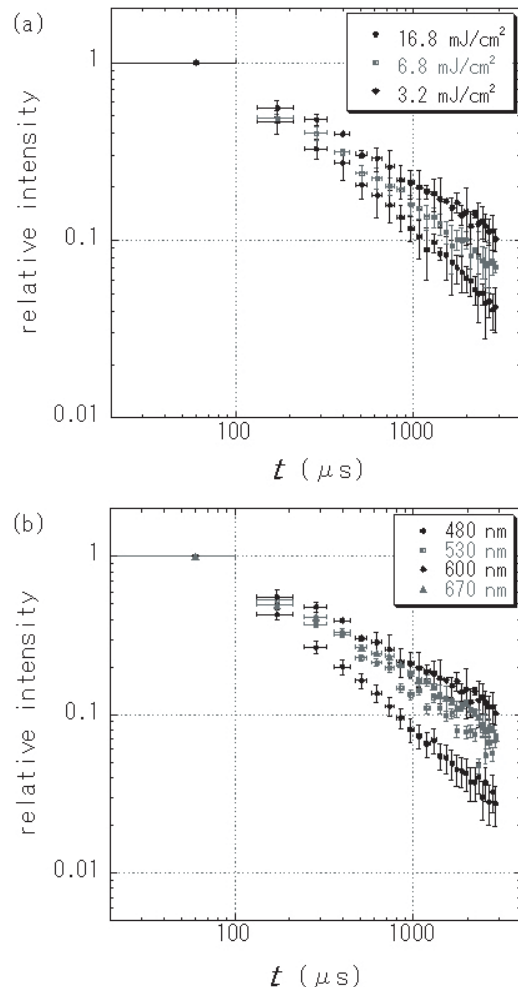 (a)
16.8 mJ/cm²
6.8 mJ/cm²
3.2 mJ/cm²
1
0.1
0.01
relative intensity
100
1000
t (μs)
(b)
480 nm
530 nm
600 nm
670 nm
1
0.1
0.01
relative intensity
100
1000
t (μs)